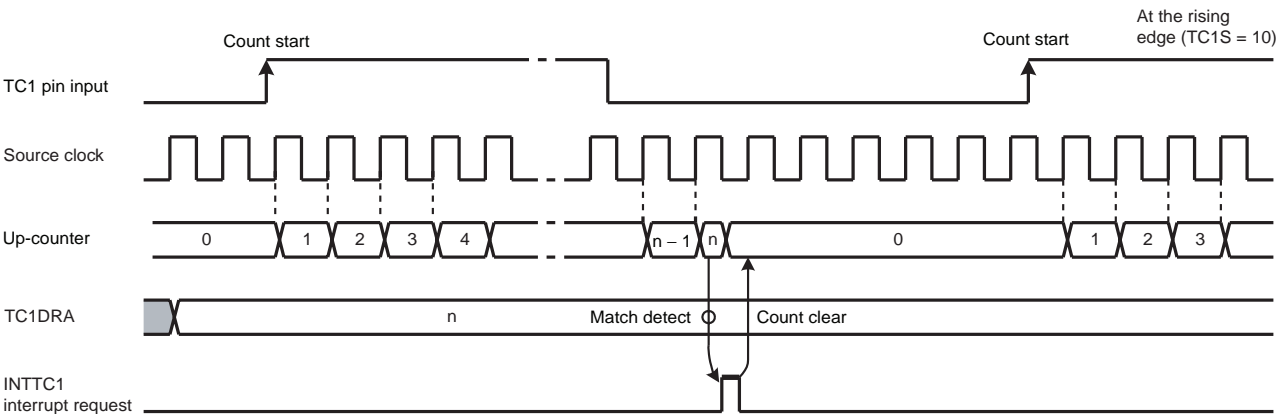 At the rising
edge (TC1S = 10)
Count start
Count start
TC1 pin input
Source clock
Up-counter
0 1 2 3 4 n – 1 n 0 1 2 3
TC1DRA
n Match detect Count clear
INTTC1
interrupt request